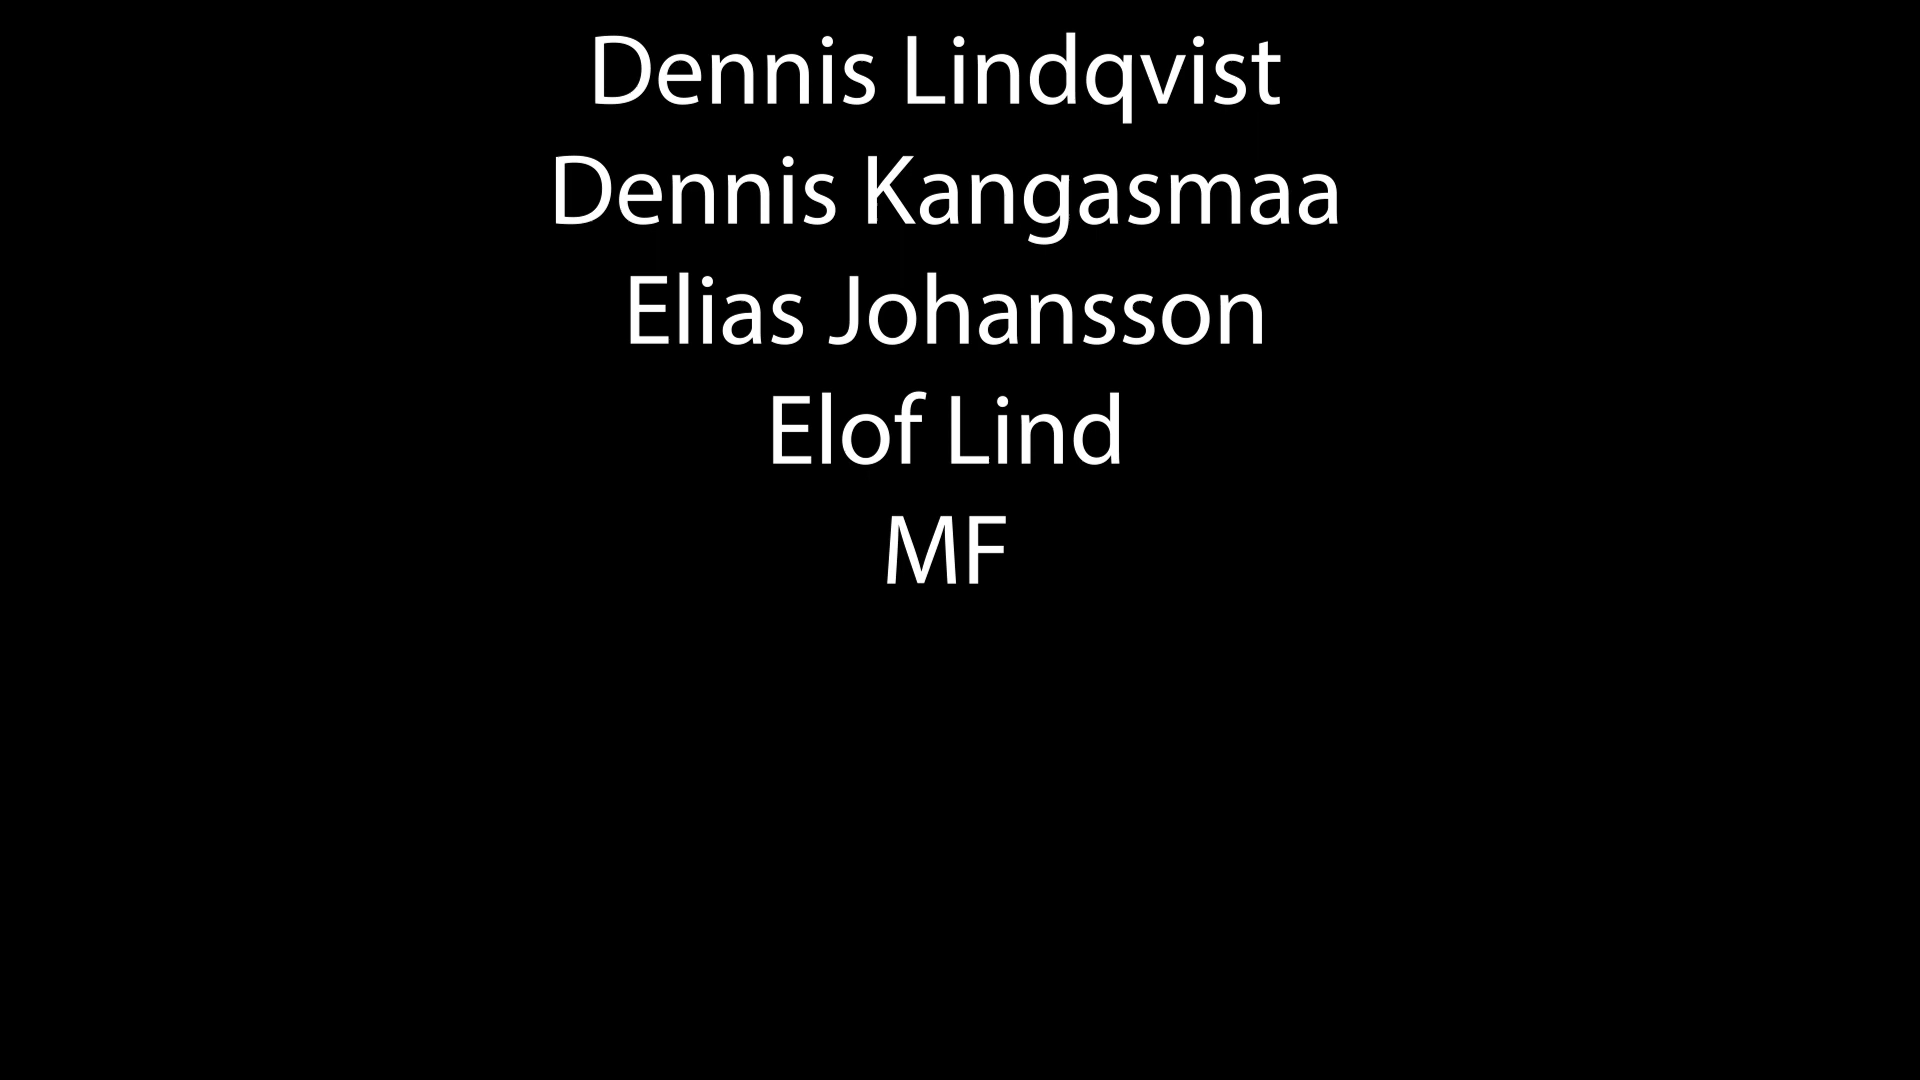 Dennis Lindqvist
Dennis Kangasmaa
Elias Johansson
Elof Lind
MF